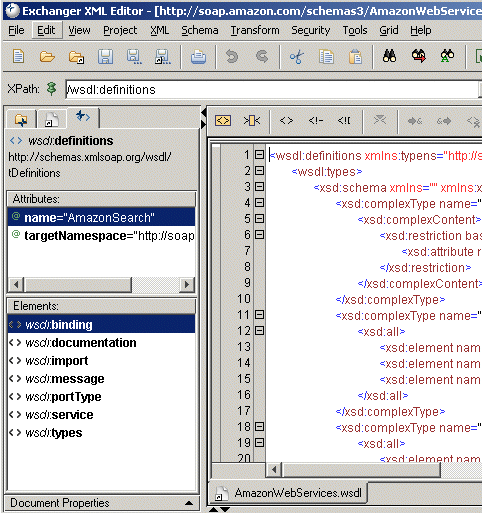 Exchanger XML Editor - [http://soap.amazon.com/schemas3/AmazonWebService
File Edit View Project XML Schema Transform Security Tools Grid Help
XPath: /wsdl:definitions
wsdl:definitions
http://schemas.xmlsoap.org/wsdl/
tDefinitions
Attributes:
@ name="AmazonSearch"
@ targetNamespace="http://soap
Elements:
<> wsdl:binding
<> wsdl:documentation
<> wsdl:import
<> wsdl:message
<> wsdl:portType
<> wsdl:service
<> wsdl:types
Document Properties
1 <wsdl:definitions xmlns:typens="http://s
2 <wsdl:types>
3 <xsd:schema xmlns="" xmlns:x
4 <xsd:complexType name="
5 <xsd:complexContent>
6 <xsd:restriction bas
7 <xsd:attribute r
8 </xsd:restriction>
9 </xsd:complexContent>
10 </xsd:complexType>
11 <xsd:complexType name="
12 <xsd:all>
13 <xsd:element nam
14 <xsd:element nam
15 <xsd:element nam
16 </xsd:all>
17 </xsd:complexType>
18 <xsd:complexType name="
19 <xsd:all>
20 <xsd:element nam
AmazonWebServices.wsdl